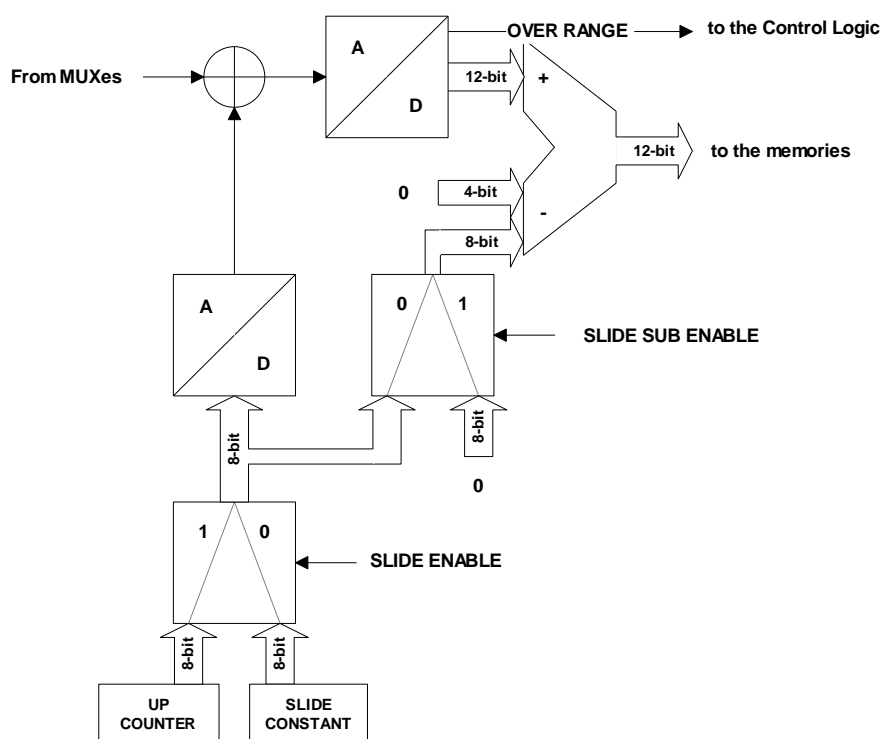 OVER RANGE
to the Control Logic
A
From MUXes
12-bit
+
D
12-bit
to the memories
0
4-bit
-
8-bit
A
0
1
D
SLIDE SUB ENABLE
8-bit
8-bit
0
1
0
SLIDE ENABLE
8-bit
8-bit
UP
COUNTER
SLIDE
CONSTANT